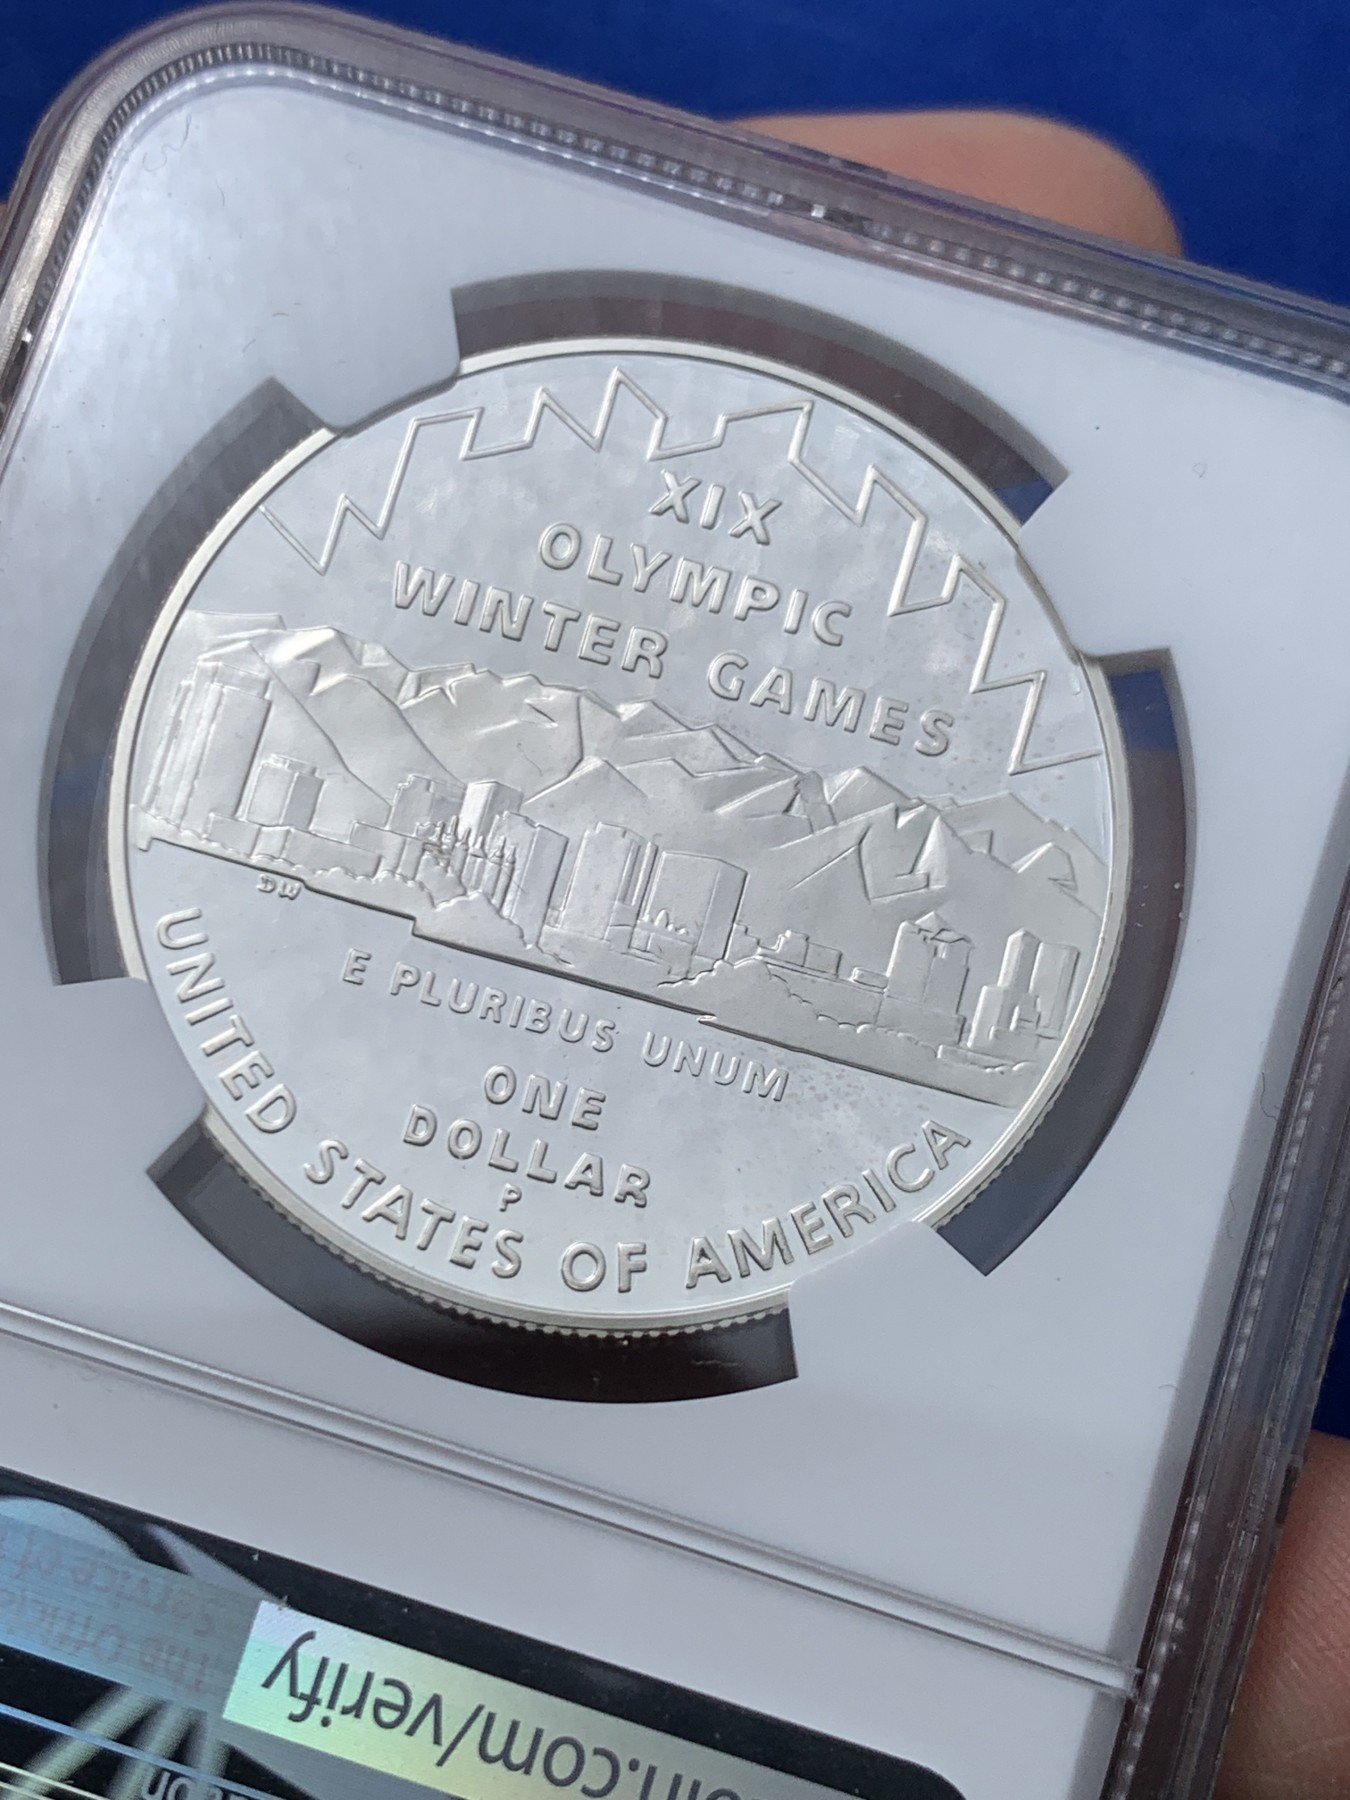 XIX
OLYMPIC
WINTER GAMES
DW
E PLURIBUS UNUM
ONE
DOLLAR
P
UNITED STATES OF AMERICA
.com/verify